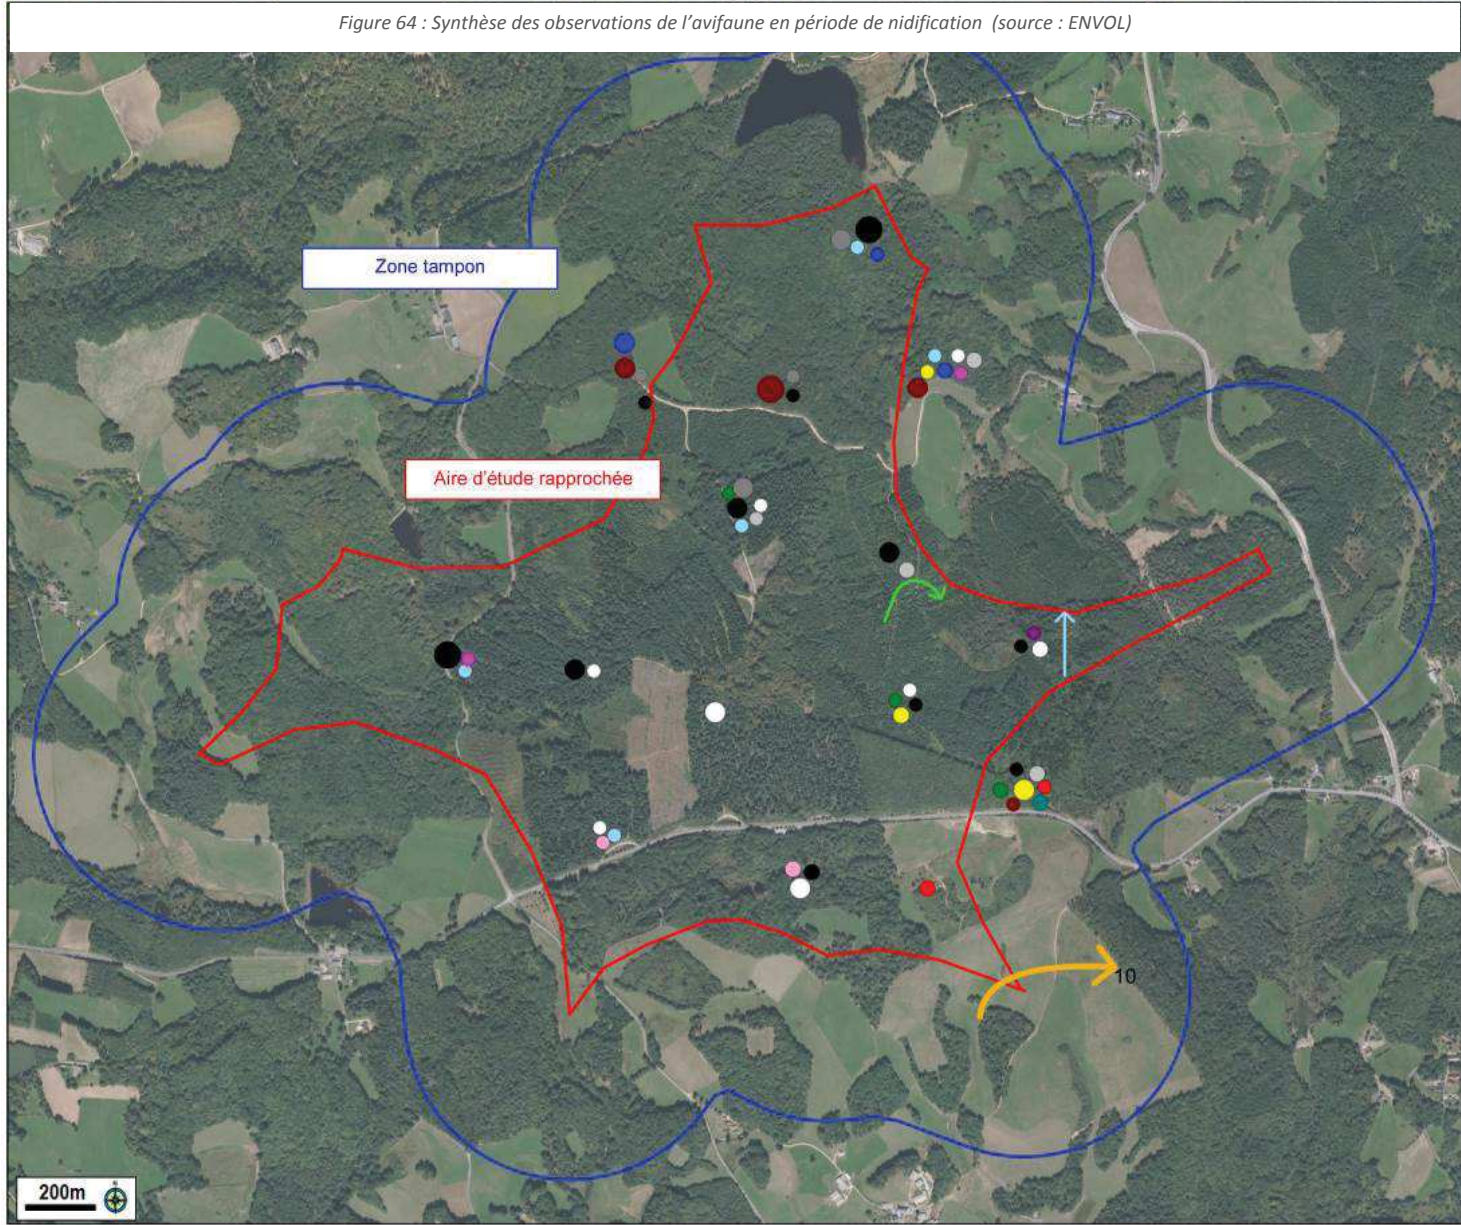 Figure 64 : Synthèse des observations de l'avifaune en période de nidification (source : ENVOL)
Zone tampon
Aire d'étude rapprochée
10
200m